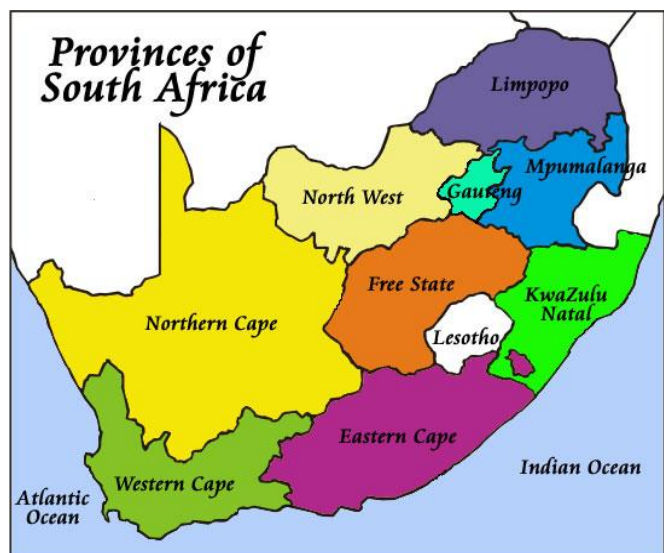 Provinces of
South Africa
Limpopo
Mpumalanga
Gauteng
North West
Free State
KwaZulu
Natal
Northern Cape
Lesotho
Eastern Cape
Western Cape
Indian Ocean
Atlantic
Ocean